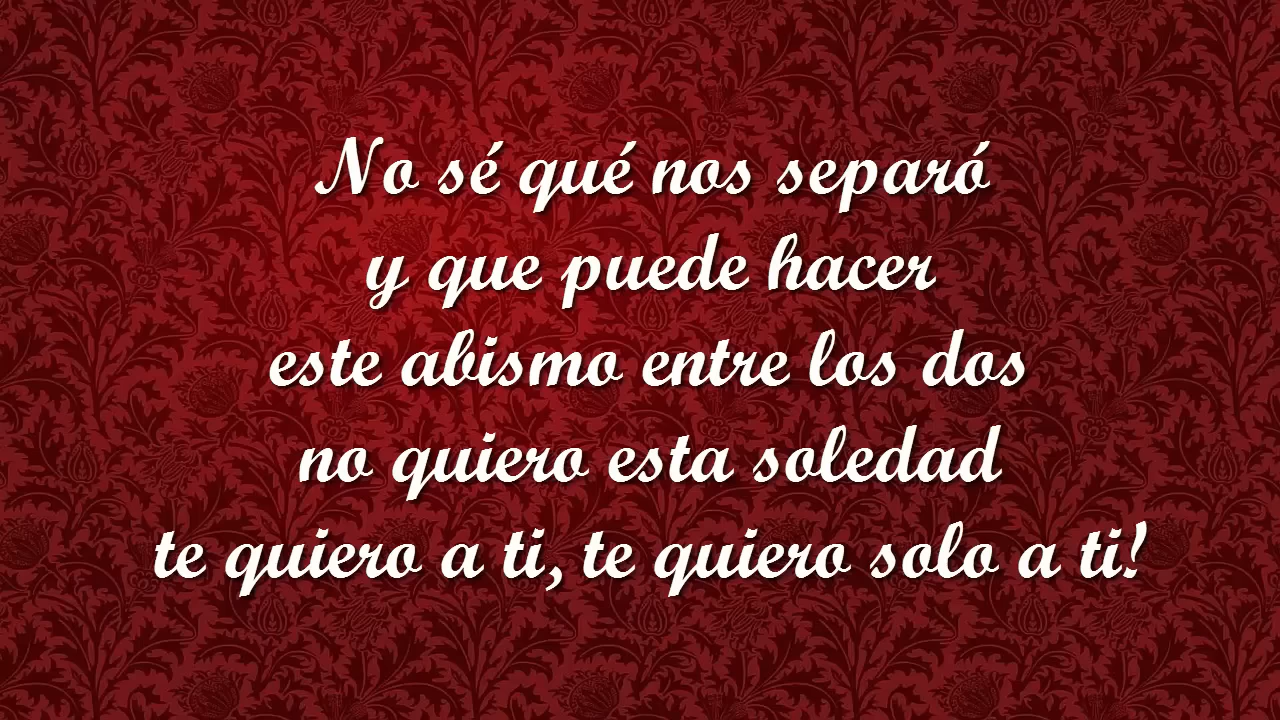 No sé qué nos separó
y que puede hacer
este abismo entre los dos
no quiero esta soledad
te quiero a ti, te quiero solo a ti!